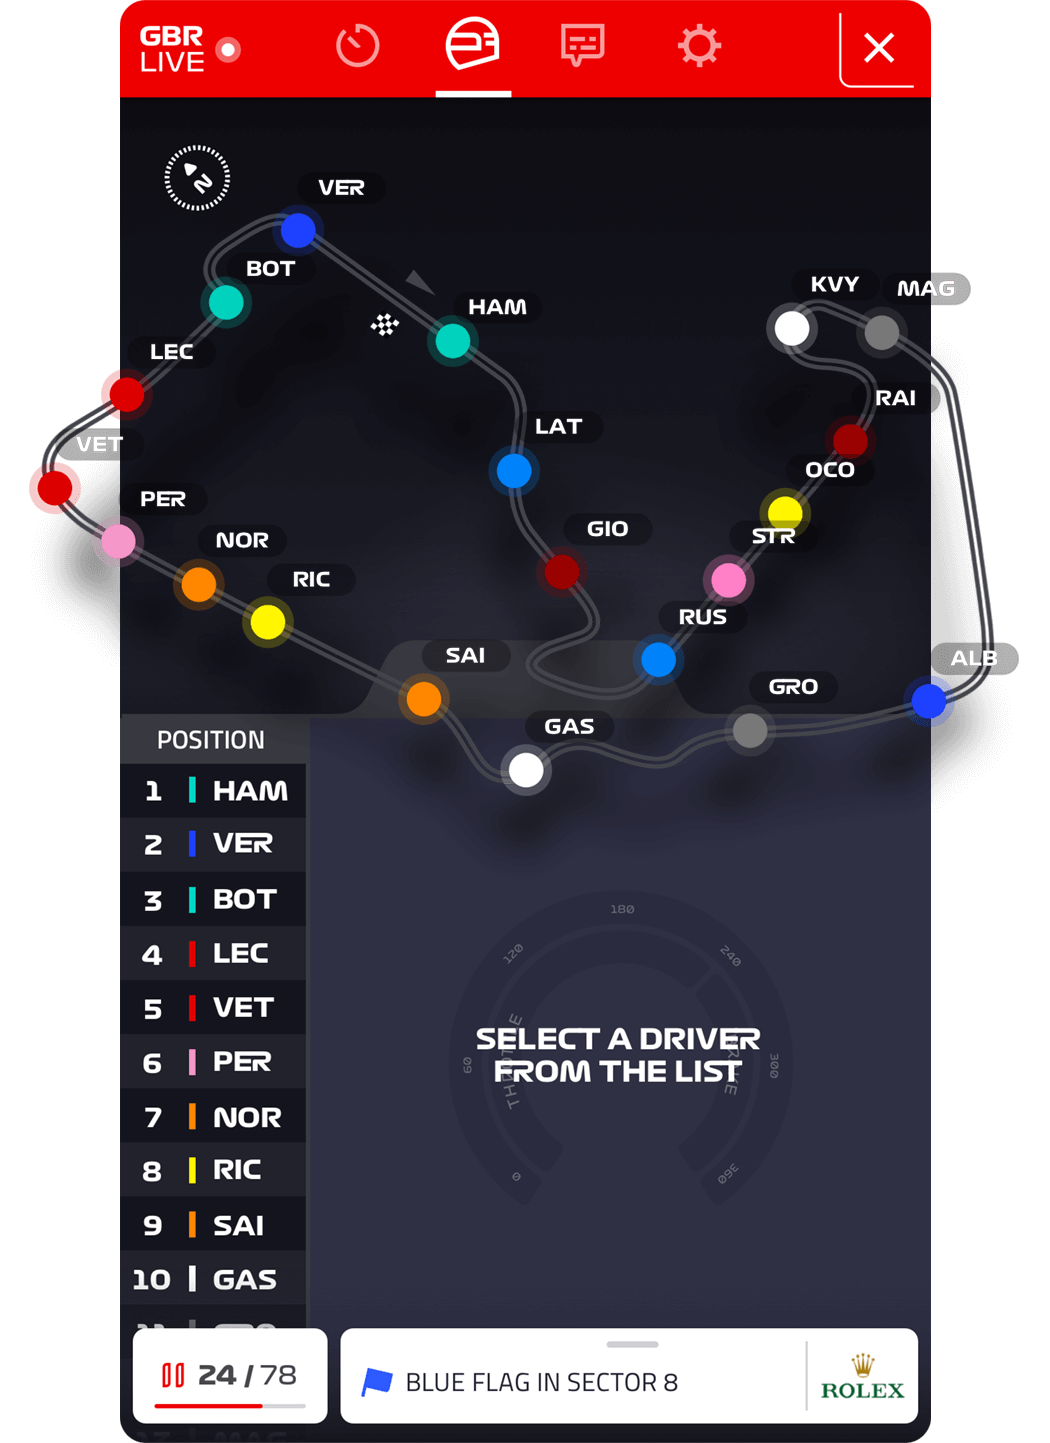 GBR
LIVE
N
VER
BOT
HAM
KVY
MAG
LEC
RAI
LAT
VET
OCO
PER
GIO
STR
NOR
RIC
RUS
SAI
ALB
GRO
GAS
POSITION
1 HAM
2 VER
3 BOT
4 LEC
5 VET
6 PER
7 NOR
8 RIC
9 SAI
10 GAS
0
60
120
180
240
300
360
SELECT A DRIVER
FROM THE LIST
24 / 78
BLUE FLAG IN SECTOR 8
ROLEX